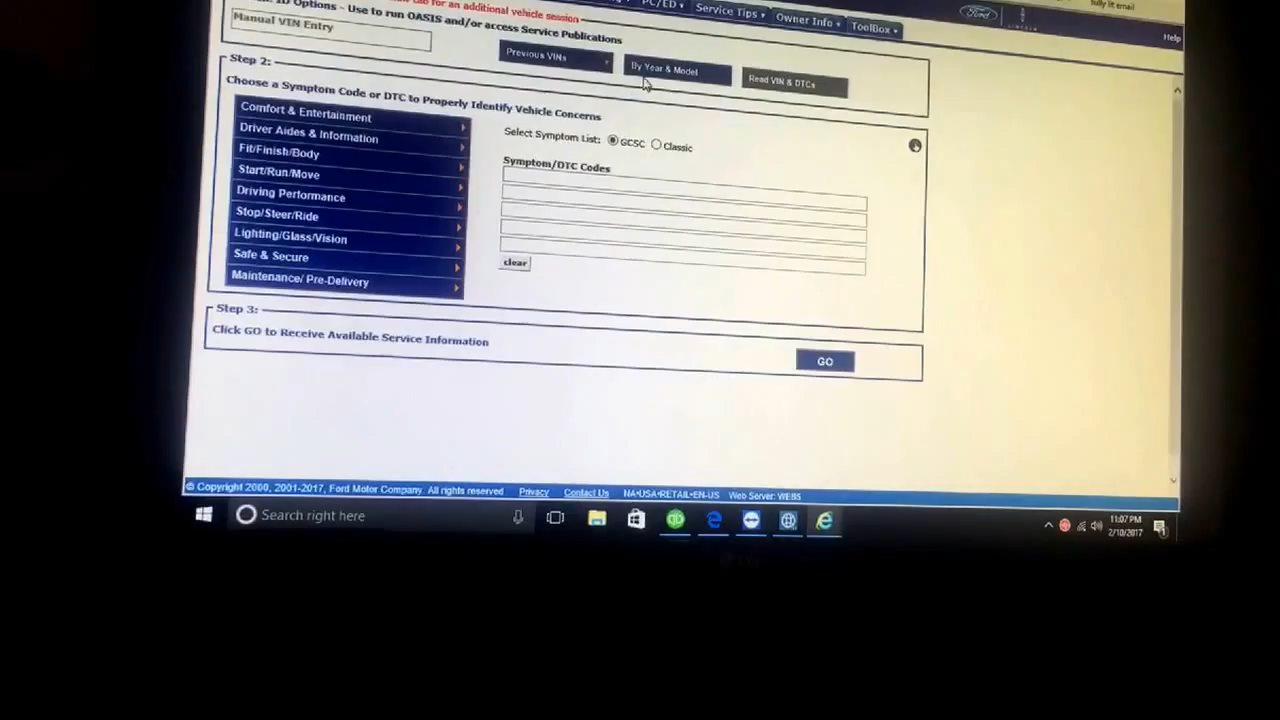 tab for an additional vehicle session
fully lit email
PC/ED
Service Tips
Owner Info
ToolBox
Ford
LINCOLN
Help
ID Options - Use to run OASIS and/or access Service Publications
Manual VIN Entry
Previous VINs
By Year & Model
Read VIN & DTCs
Step 2:
Choose a Symptom Code or DTC to Properly Identify Vehicle Concerns
Comfort & Entertainment
Driver Aides & Information
Fit/Finish/Body
Start/Run/Move
Driving Performance
Stop/Steer/Ride
Lighting/Glass/Vision
Safe & Secure
Maintenance/ Pre-Delivery
Select Symptom List: GCSC Classic
Symptom/DTC Codes
clear
Step 3:
Click GO to Receive Available Service Information
GO
© Copyright 2000, 2001-2017, Ford Motor Company. All rights reserved Privacy Contact Us NA•USA•RETAIL•EN-US Web Server: WEB5
Search right here
11:07 PM
2/10/2017